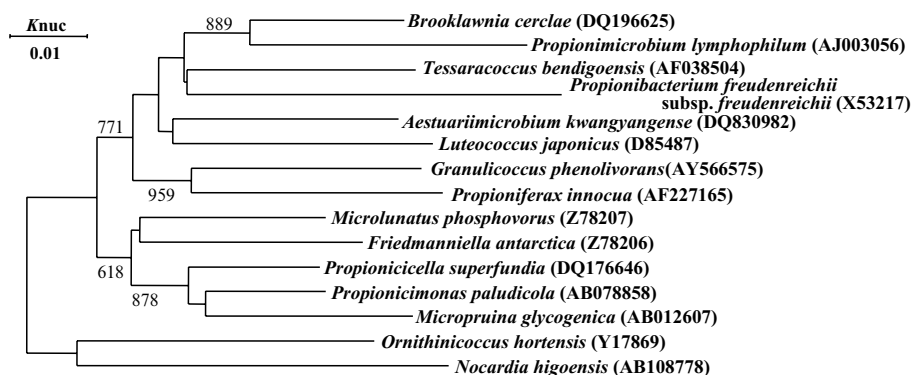 Knuc
0.01
889
Brooklawnia cerclae (DQ196625)
Propionimicrobium lymphophilum (AJ003056)
Tessaracoccus bendigoensis (AF038504)
Propionibacterium freudenreichii
subsp. freudenreichii (X53217)
771
Aestuariimicrobium kwangyangense (DQ830982)
Luteococcus japonicus (D85487)
Granulicoccus phenolivorans(AY566575)
959
Propioniferax innocua (AF227165)
Microlunatus phosphovorus (Z78207)
Friedmanniella antarctica (Z78206)
618
Propionicicella superfundia (DQ176646)
878
Propionicimonas paludicola (AB078858)
Micropruina glycogenica (AB012607)
Ornithinicoccus hortensis (Y17869)
Nocardia higoensis (AB108778)